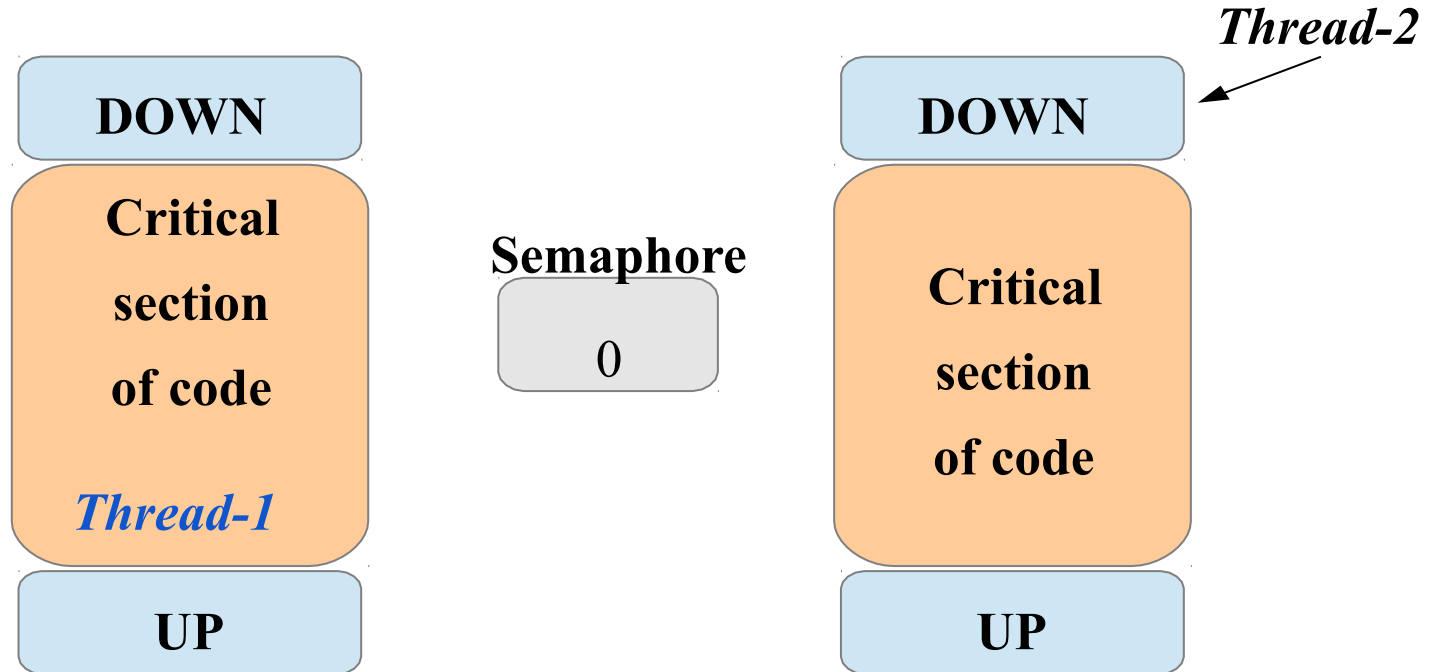 DOWN
Critical
section
of code
Thread-1
UP
Semaphore
0
Thread-2
DOWN
Critical
section
of code
UP